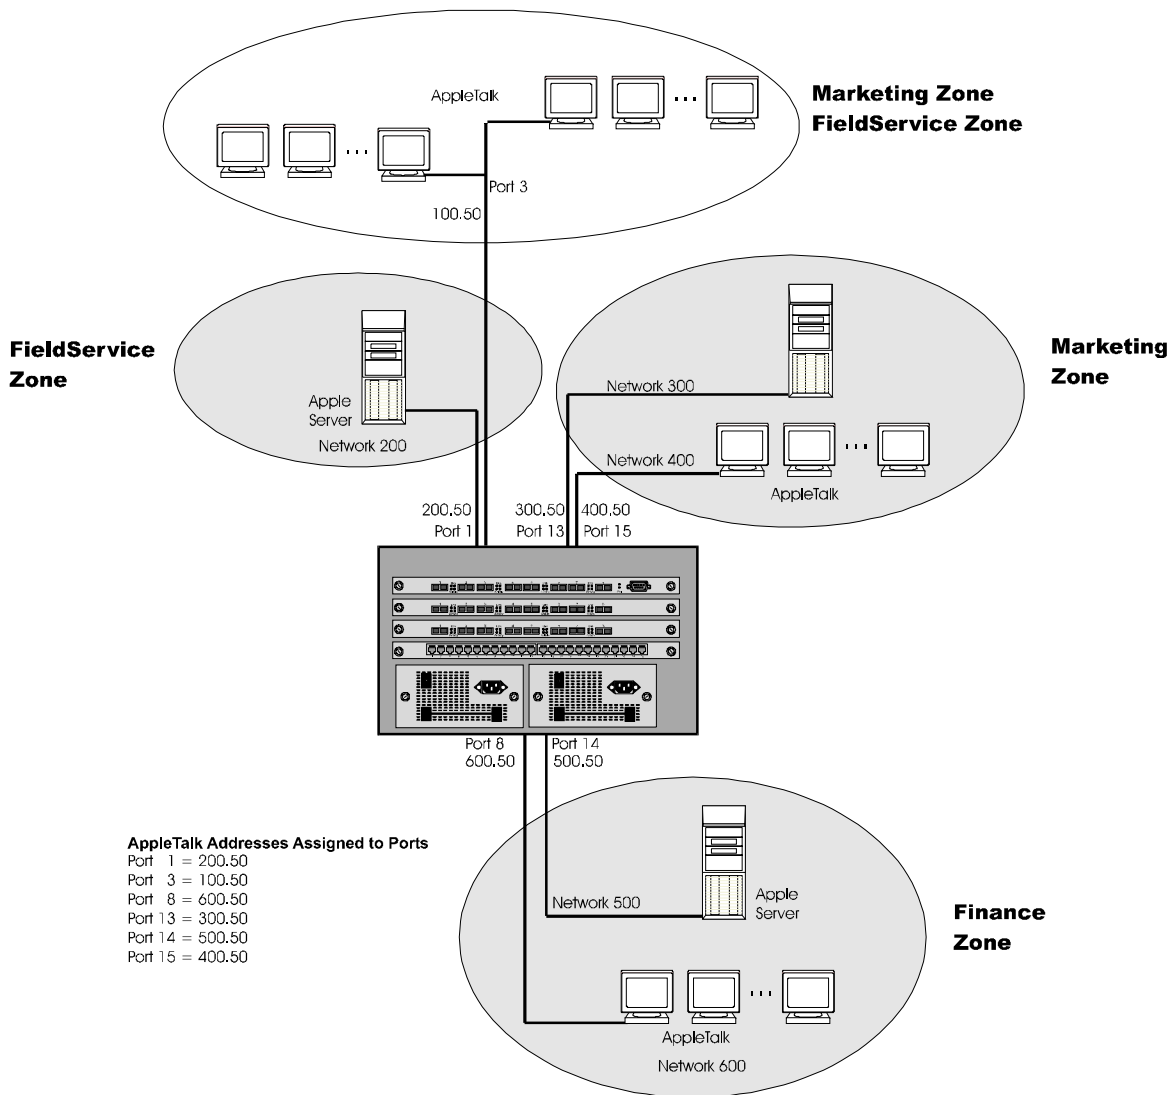 AppleTalk
Marketing Zone
FieldService Zone
Port 3
100.50
FieldService
Zone
Apple
Server
Network 200
Network 300
Network 400
AppleTalk
Marketing
Zone
200.50
Port 1
300.50
Port 13
400.50
Port 15
Port 8
600.50
Port 14
500.50
AppleTalk Addresses Assigned to Ports
Port 1 = 200.50
Port 3 = 100.50
Port 8 = 600.50
Port 13 = 300.50
Port 14 = 500.50
Port 15 = 400.50
Network 500
Apple
Server
Finance
Zone
AppleTalk
Network 600